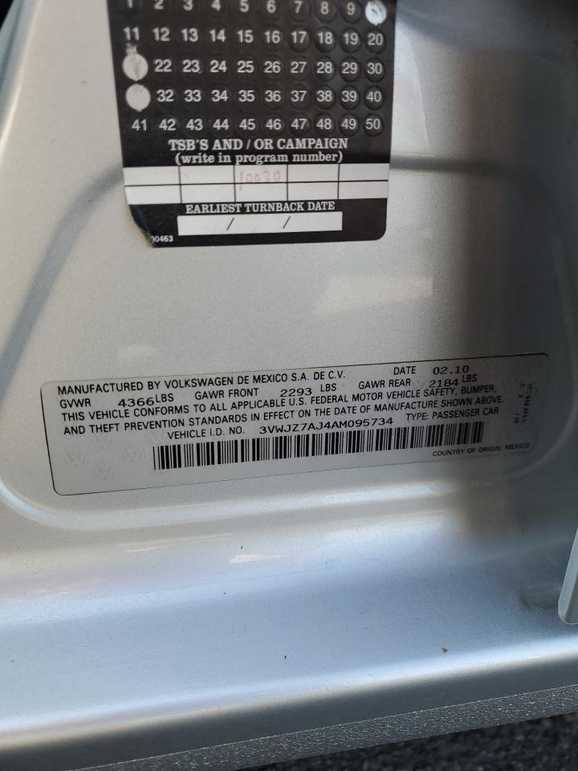 1 2 3 4 5 6 7 8 9
11 12 13 14 15 16 17 18 19 20
22 23 24 25 26 27 28 29 30
32 33 34 35 36 37 38 39 40
41 42 43 44 45 46 47 48 49 50
TSB'S AND / OR CAMPAIGN
(write in program number)
EARLIEST TURNBACK DATE
/ /
00463
MANUFACTURED BY VOLKSWAGEN DE MEXICO S.A. DE C.V. DATE 02.10
GVWR 4366LBS GAWR FRONT 2293 LBS GAWR REAR 2184 LBS
THIS VEHICLE CONFORMS TO ALL APPLICABLE U.S. FEDERAL MOTOR VEHICLE SAFETY, BUMPER,
AND THEFT PREVENTION STANDARDS IN EFFECT ON THE DATE OF MANUFACTURE SHOWN ABOVE
VEHICLE I.D. NO. 3VWJZ7AJ4AM095734 TYPE: PASSENGER CAR
COUNTRY OF ORIGIN: MEXICO